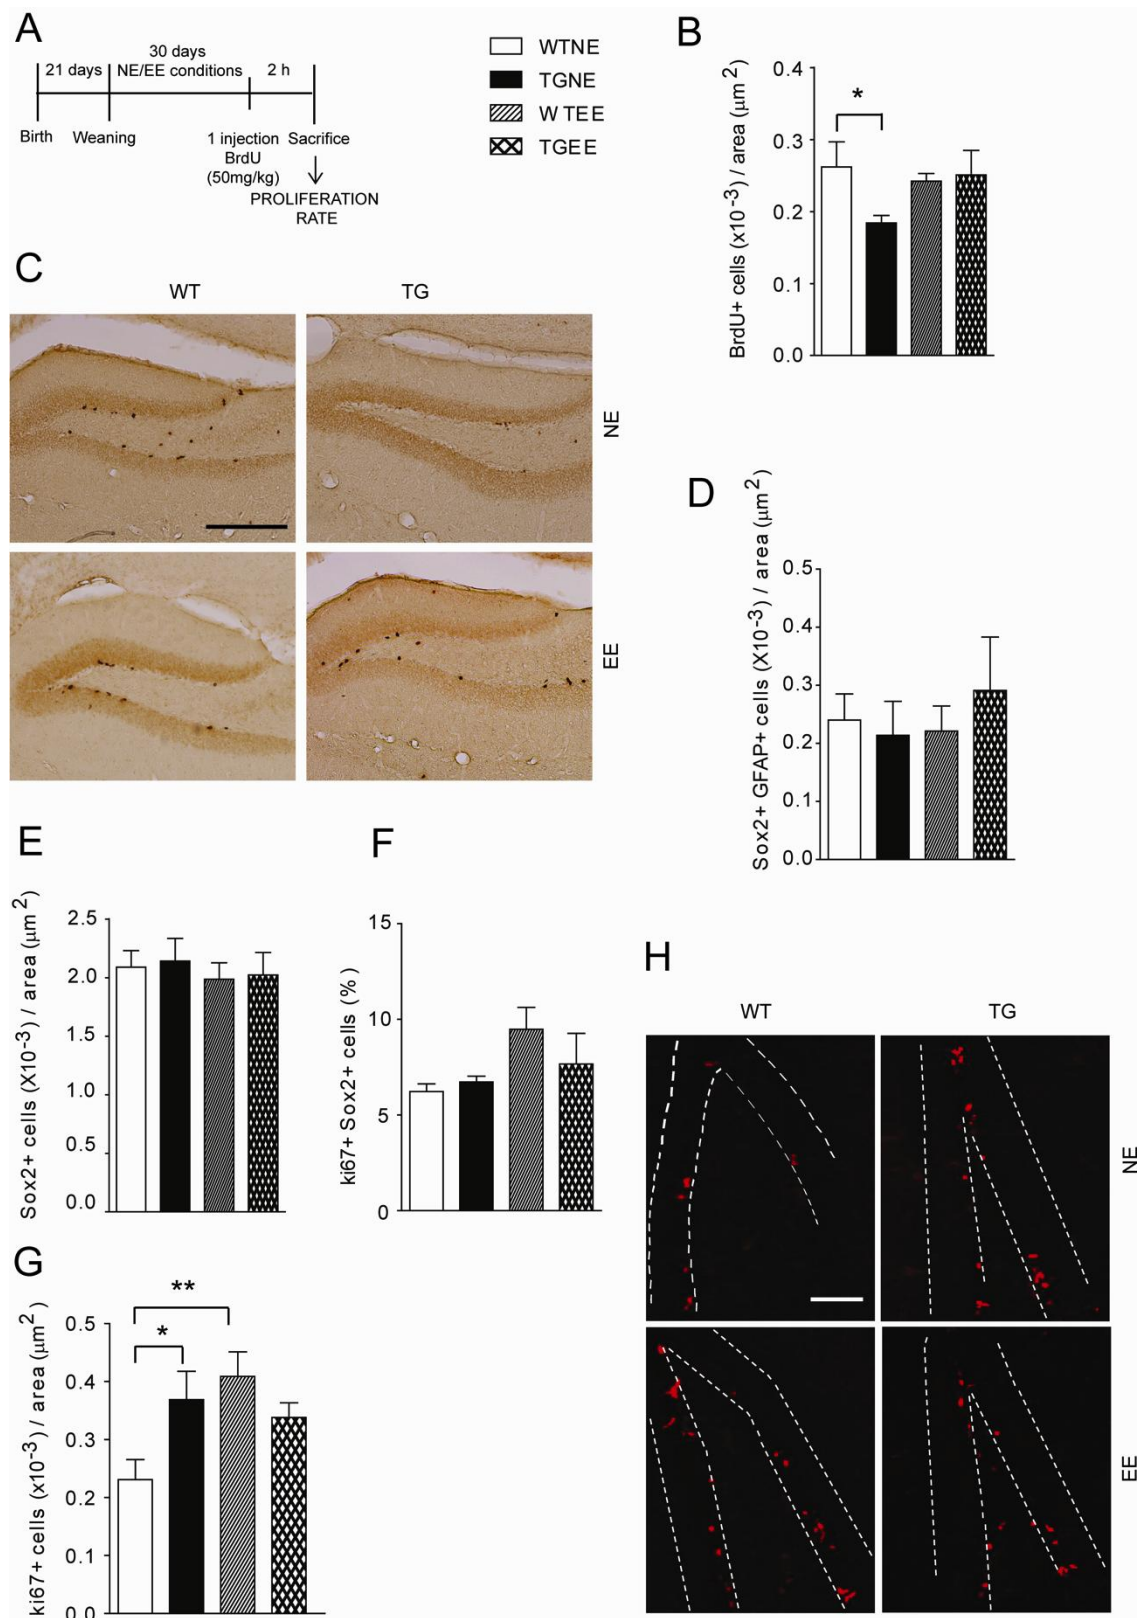 A
21 days
30 days
NE/EE conditions
2 h
Birth
Weaning
1 injection
BrdU
(50mg/kg)
Sacrifice
PROLIFERATION
RATE
WTNE
TGNE
W TEE
TGEE
B
BrdU+ cells (x10⁻³) / area (μm²)
0.4
0.3
0.2
0.1
0.0
*
C
WT
TG
NE
EE
D
Sox2+ GFAP+ cells (X10⁻³) / area (μm²)
0.5
0.4
0.3
0.2
0.1
0.0
E
Sox2+ cells (X10⁻³) / area (μm²)
2.5
2.0
1.5
1.0
0.5
0.0
F
ki67+ Sox2+ cells (%)
15
10
5
0
G
ki67+ cells (x10⁻³) / area (μm²)
0.5
0.4
0.3
0.2
0.1
0.0
*
**
H
WT
TG
NE
EE